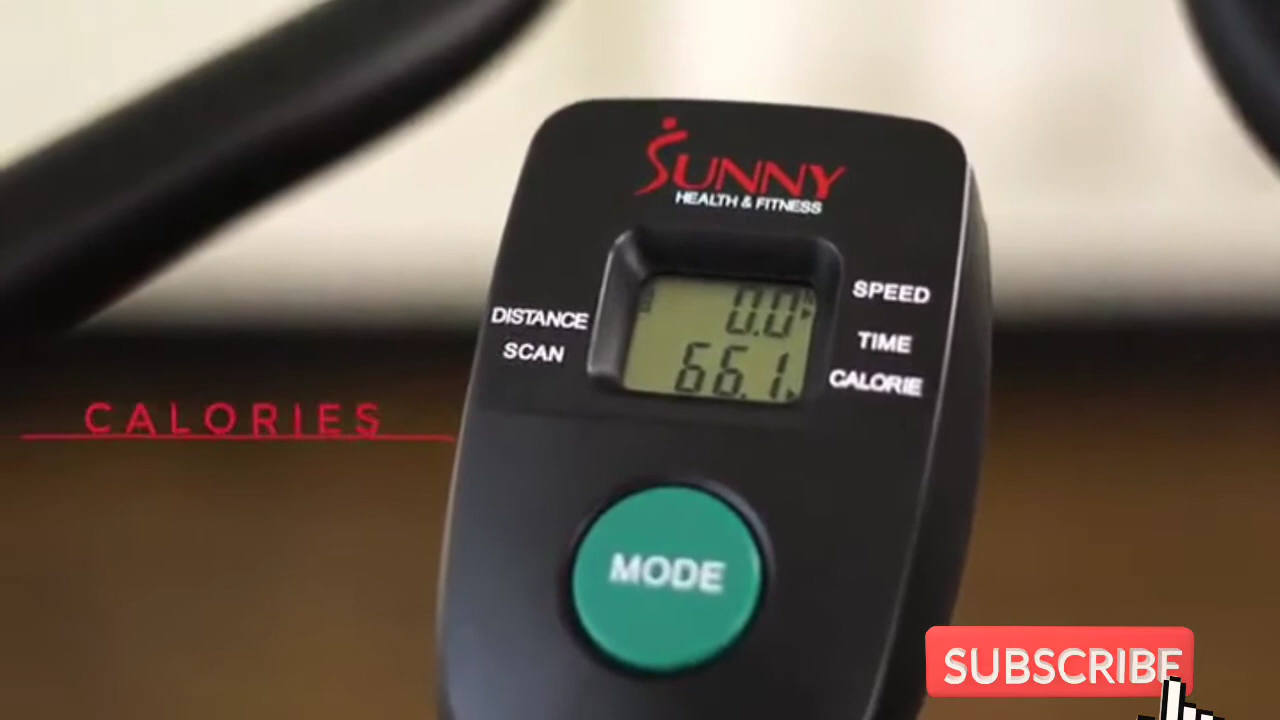 SUNNY
HEALTH & FITNESS
SPEED
DISTANCE
0.0
TIME
SCAN
66.1
CALORIE
CALORIES
MODE
SUBSCRIBE